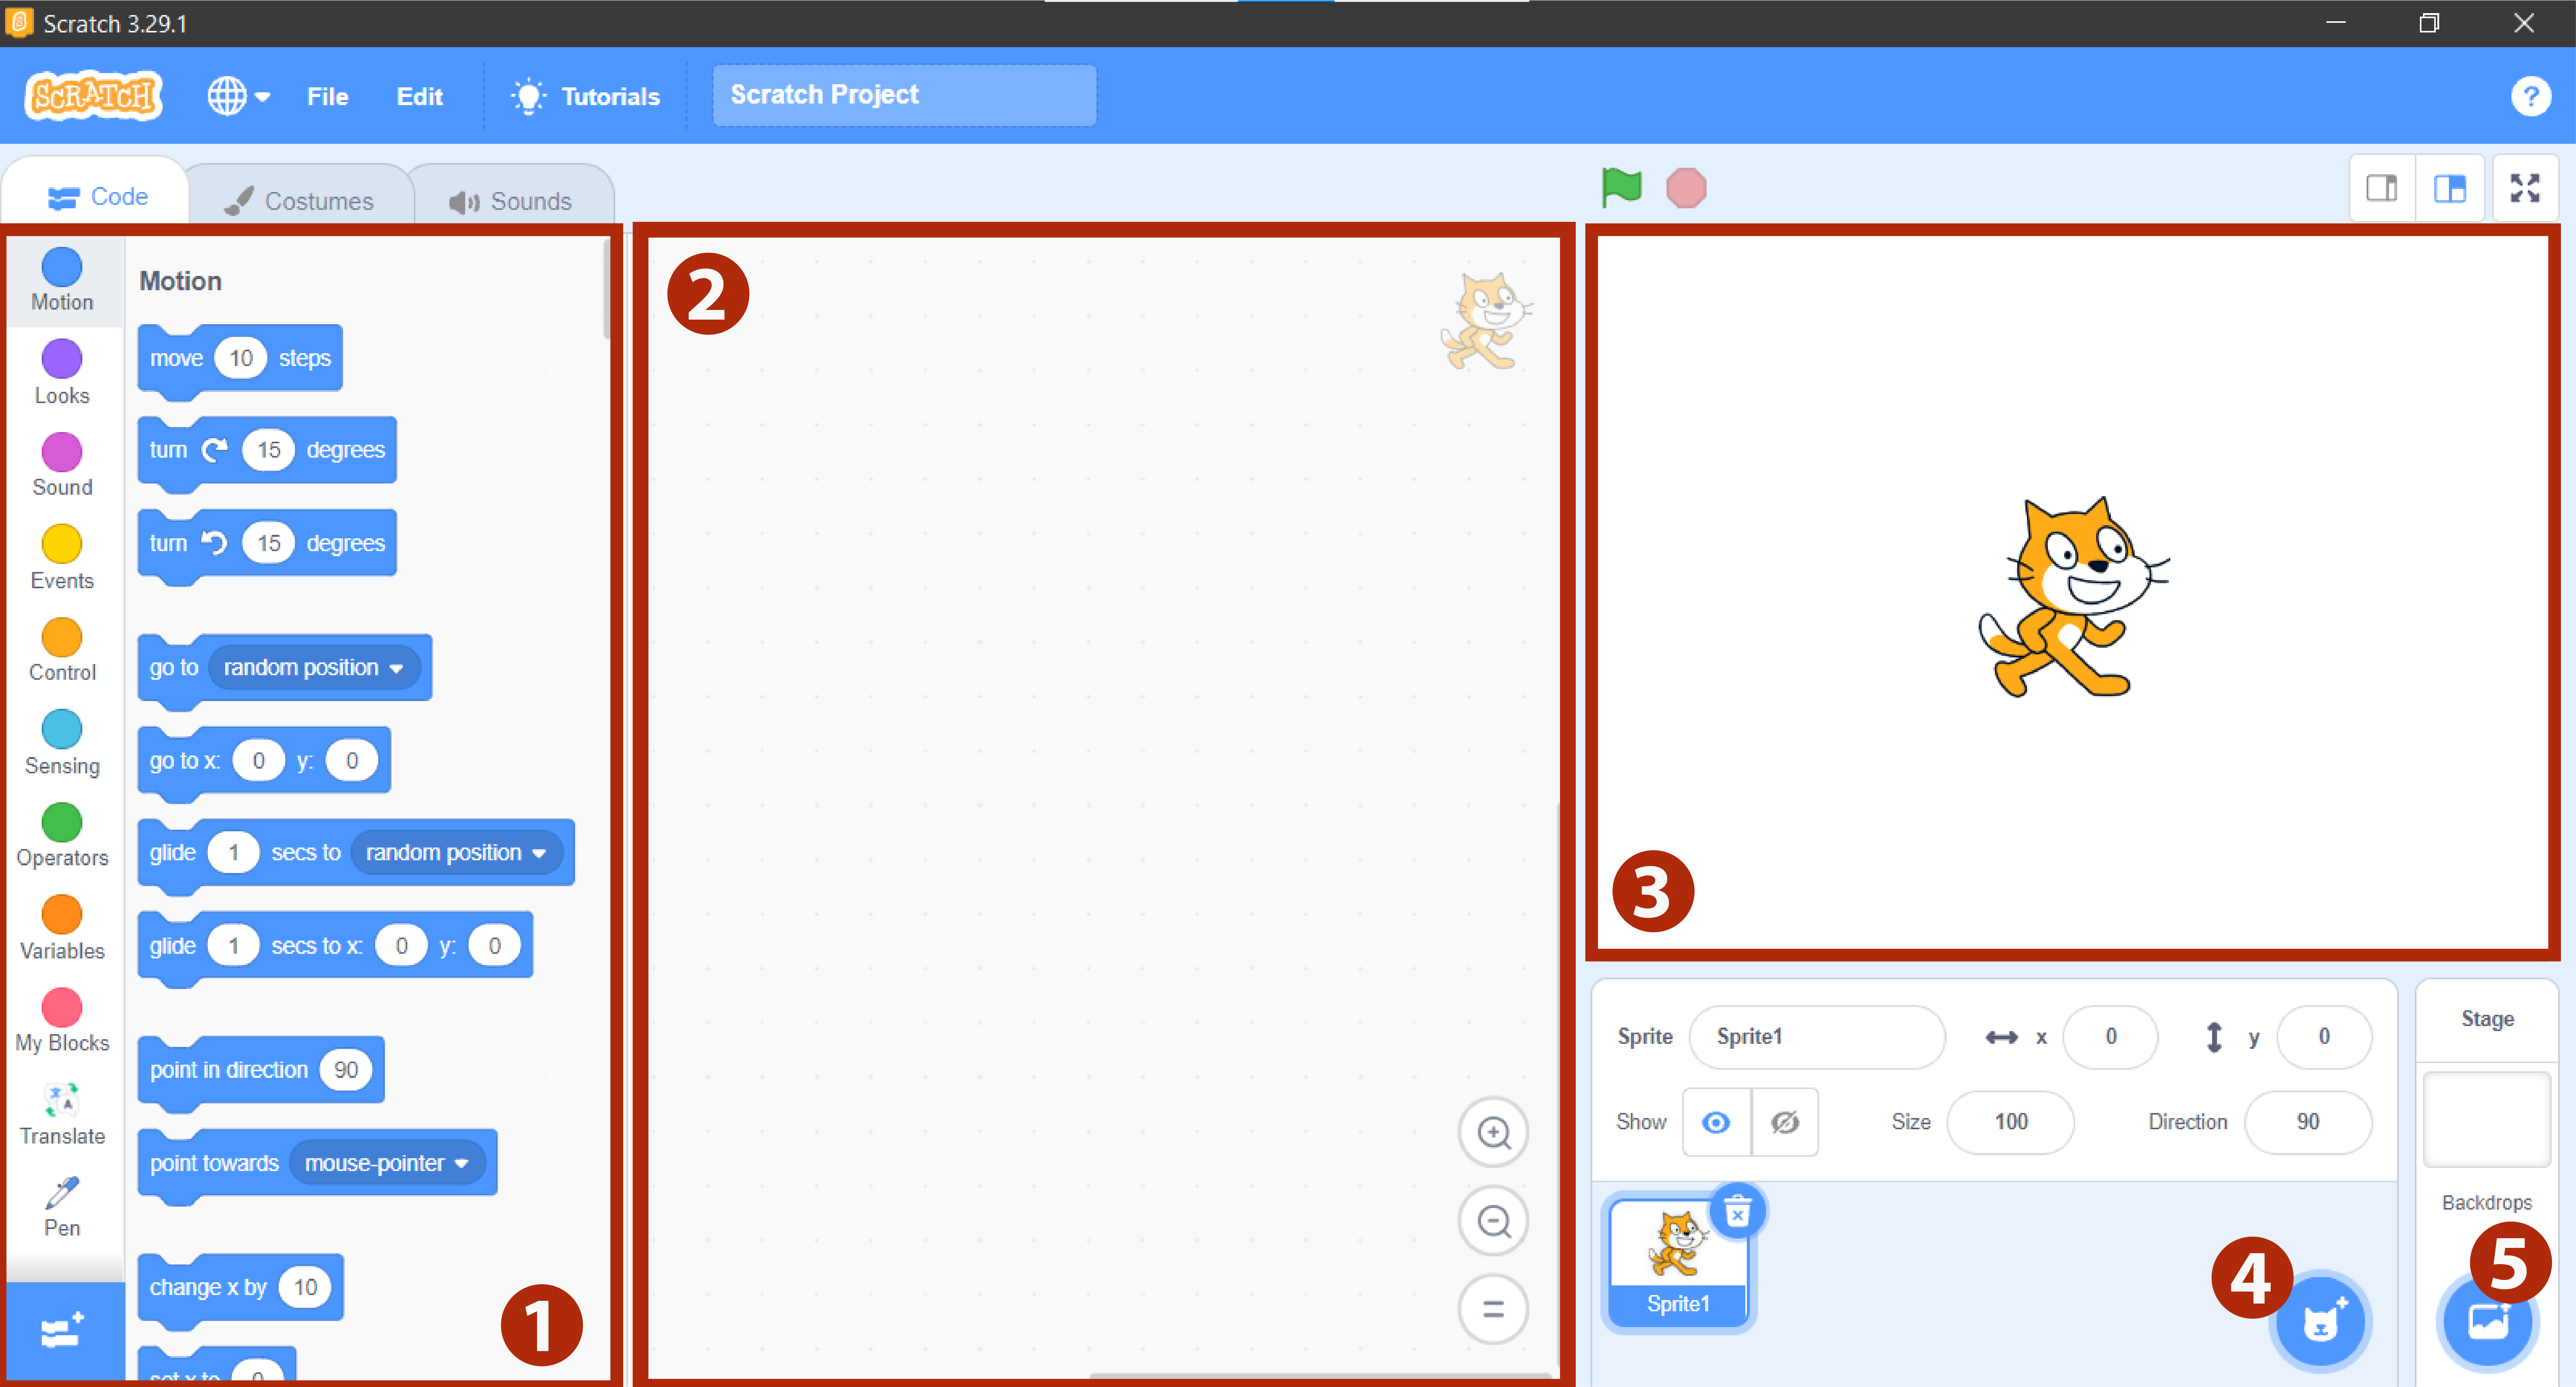 Scratch 3.29.1
SCRATCH File Edit Tutorials Scratch Project ?
Code Costumes Sounds
Motion
Looks
Sound
Events
Control
Sensing
Operators
Variables
My Blocks
Translate
Pen
Motion
move 10 steps
turn 15 degrees
turn 15 degrees
go to random position
go to x: 0 y: 0
glide 1 secs to random position
glide 1 secs to x: 0 y: 0
point in direction 90
point towards mouse-pointer
change x by 10
set x to 0
1
2
3
Sprite Sprite1 x 0 y 0
Show Size 100 Direction 90
Sprite1
4
Stage
Backdrops
5